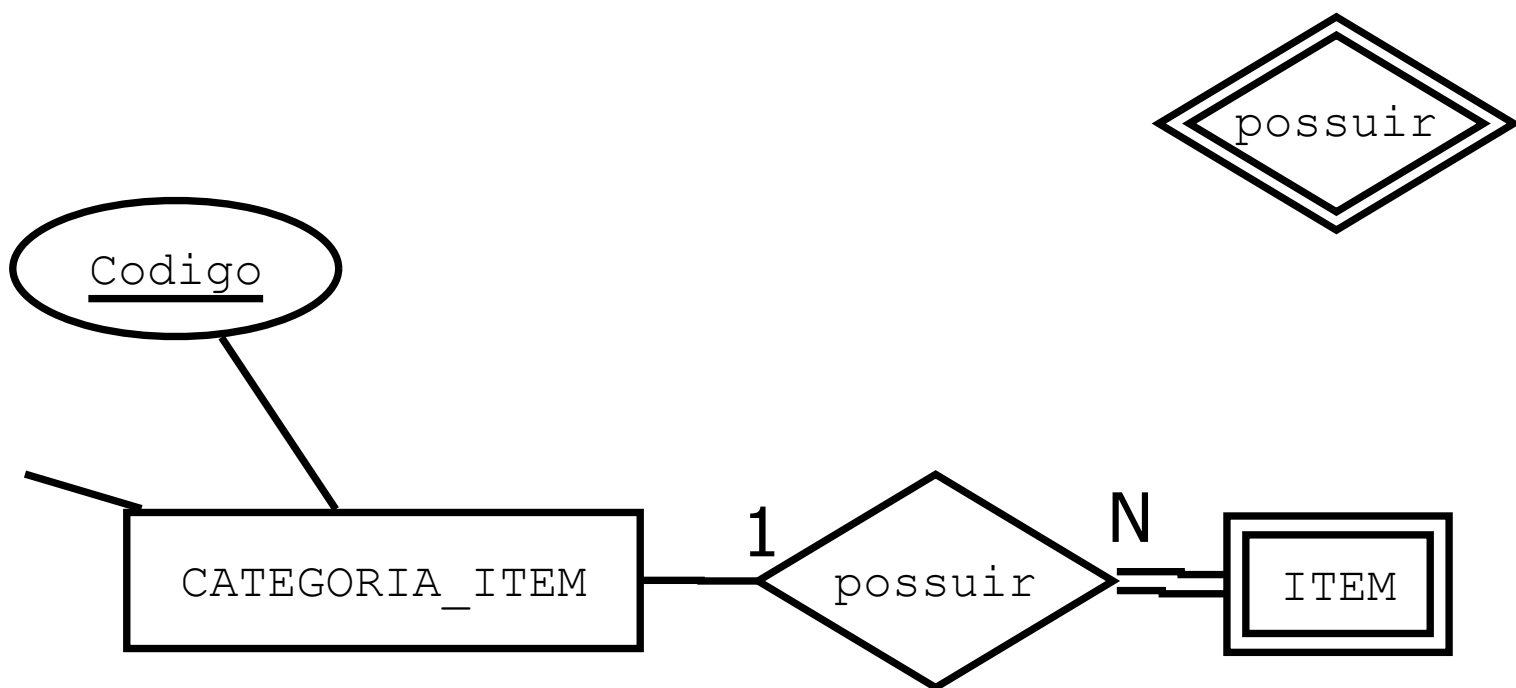 possuir
Codigo
CATEGORIA_ITEM
1
possuir
N
ITEM